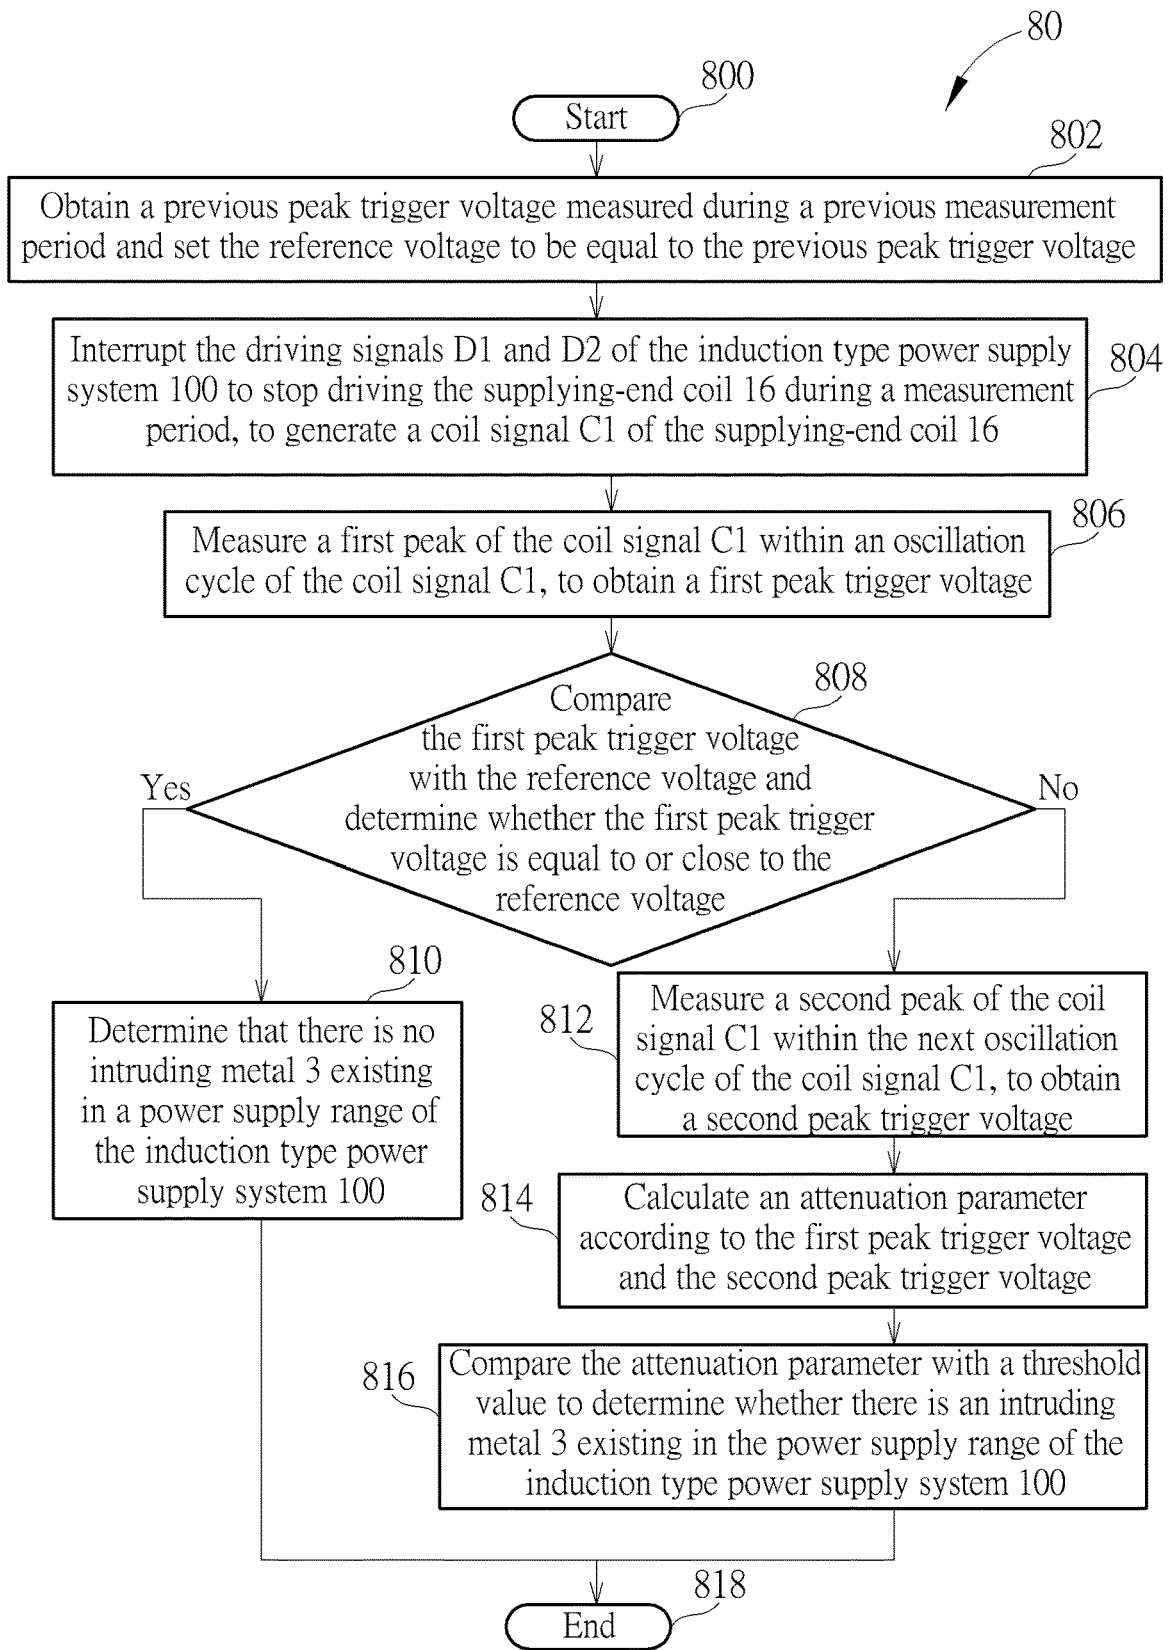 80
800
Start
802
Obtain a previous peak trigger voltage measured during a previous measurement
period and set the reference voltage to be equal to the previous peak trigger voltage
Interrupt the driving signals D1 and D2 of the induction type power supply
system 100 to stop driving the supplying-end coil 16 during a measurement
period, to generate a coil signal C1 of the supplying-end coil 16
804
806
Measure a first peak of the coil signal C1 within an oscillation
cycle of the coil signal C1, to obtain a first peak trigger voltage
808
Compare
the first peak trigger voltage
with the reference voltage and
determine whether the first peak trigger
voltage is equal to or close to the
reference voltage
Yes
No
810
Determine that there is no
intruding metal 3 existing
in a power supply range of
the induction type power
supply system 100
812
Measure a second peak of the coil
signal C1 within the next oscillation
cycle of the coil signal C1, to obtain
a second peak trigger voltage
814
Calculate an attenuation parameter
according to the first peak trigger voltage
and the second peak trigger voltage
816
Compare the attenuation parameter with a threshold
value to determine whether there is an intruding
metal 3 existing in the power supply range of the
induction type power supply system 100
818
End